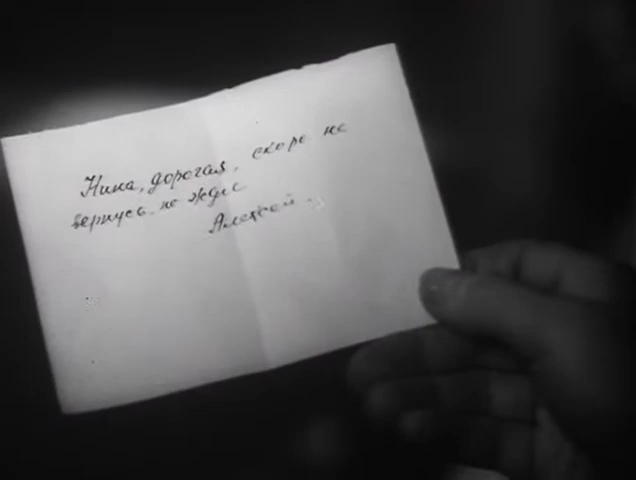 Нина, дорогая, скоро не
вернусь. не жди
Алексей.